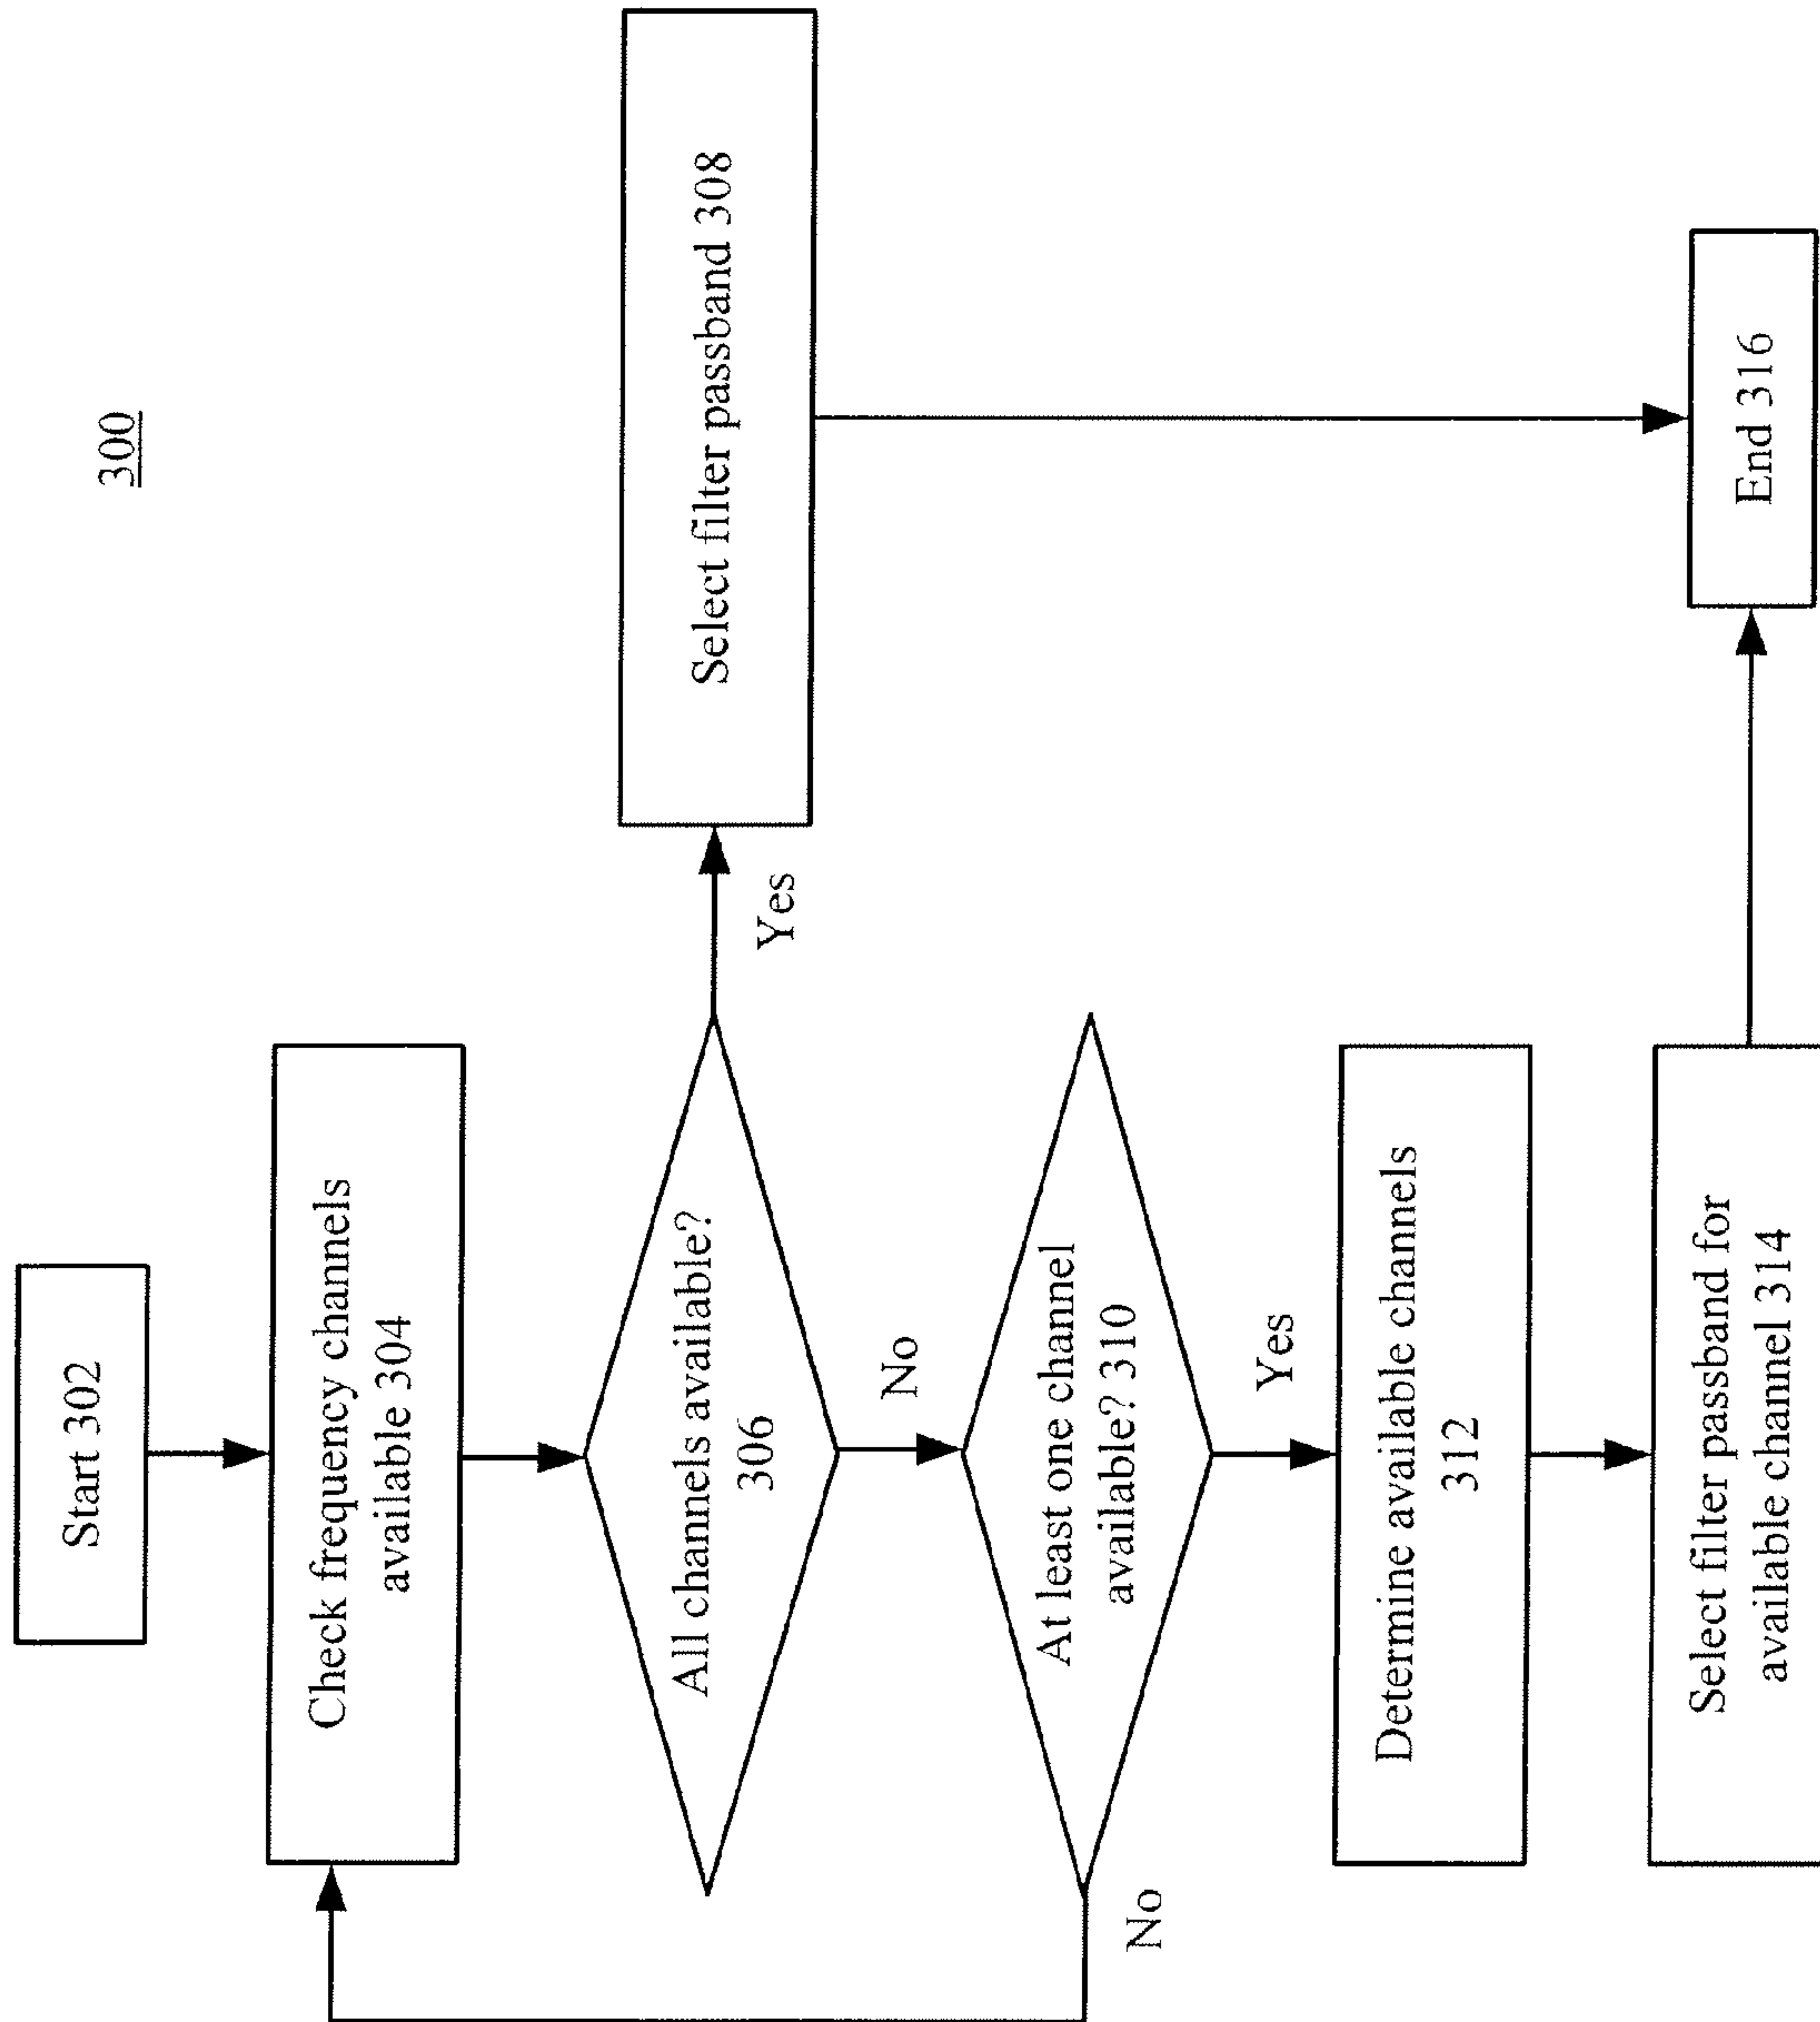 300
Start 302
Check frequency channels
available 304
All channels available?
306
Yes
Select filter passband 308
No
At least one channel
available? 310
No
Yes
Determine available channels
312
Select filter passband for
available channel 314
End 316